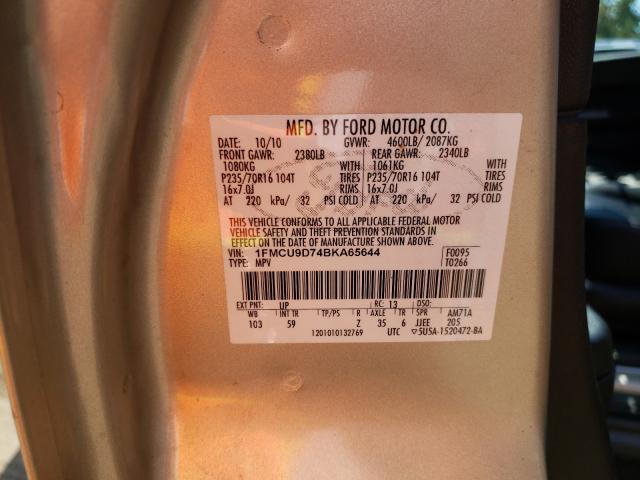 MFD. BY FORD MOTOR CO.
DATE: 10/10 GVWR: 4600LB/ 2087KG
FRONT GAWR: 2380LB REAR GAWR: 2340LB
1080KG WITH 1061KG WITH
P235/70R16 104T TIRES P235/70R16 104T TIRES
16x7.0J RIMS 16x7.0J RIMS
AT 220 kPa/ 32 PSI COLD AT 220 kPa/ 32 PSI COLD
THIS VEHICLE CONFORMS TO ALL APPLICABLE FEDERAL MOTOR
VEHICLE SAFETY AND THEFT PREVENTION STANDARDS IN
EFFECT ON THE DATE OF MANUFACTURE SHOWN ABOVE.
VIN: 1FMCU9D74BKA65644 F0095
TYPE: MPV T0266
EXT PNT: UP RC: 13 DSO:
WB INT TR TP/PS R AXLE TR SPR AM71A
103 59 Z 35 6 JJEE 205
1201010132769 UTC 5U5A-1520472-BA